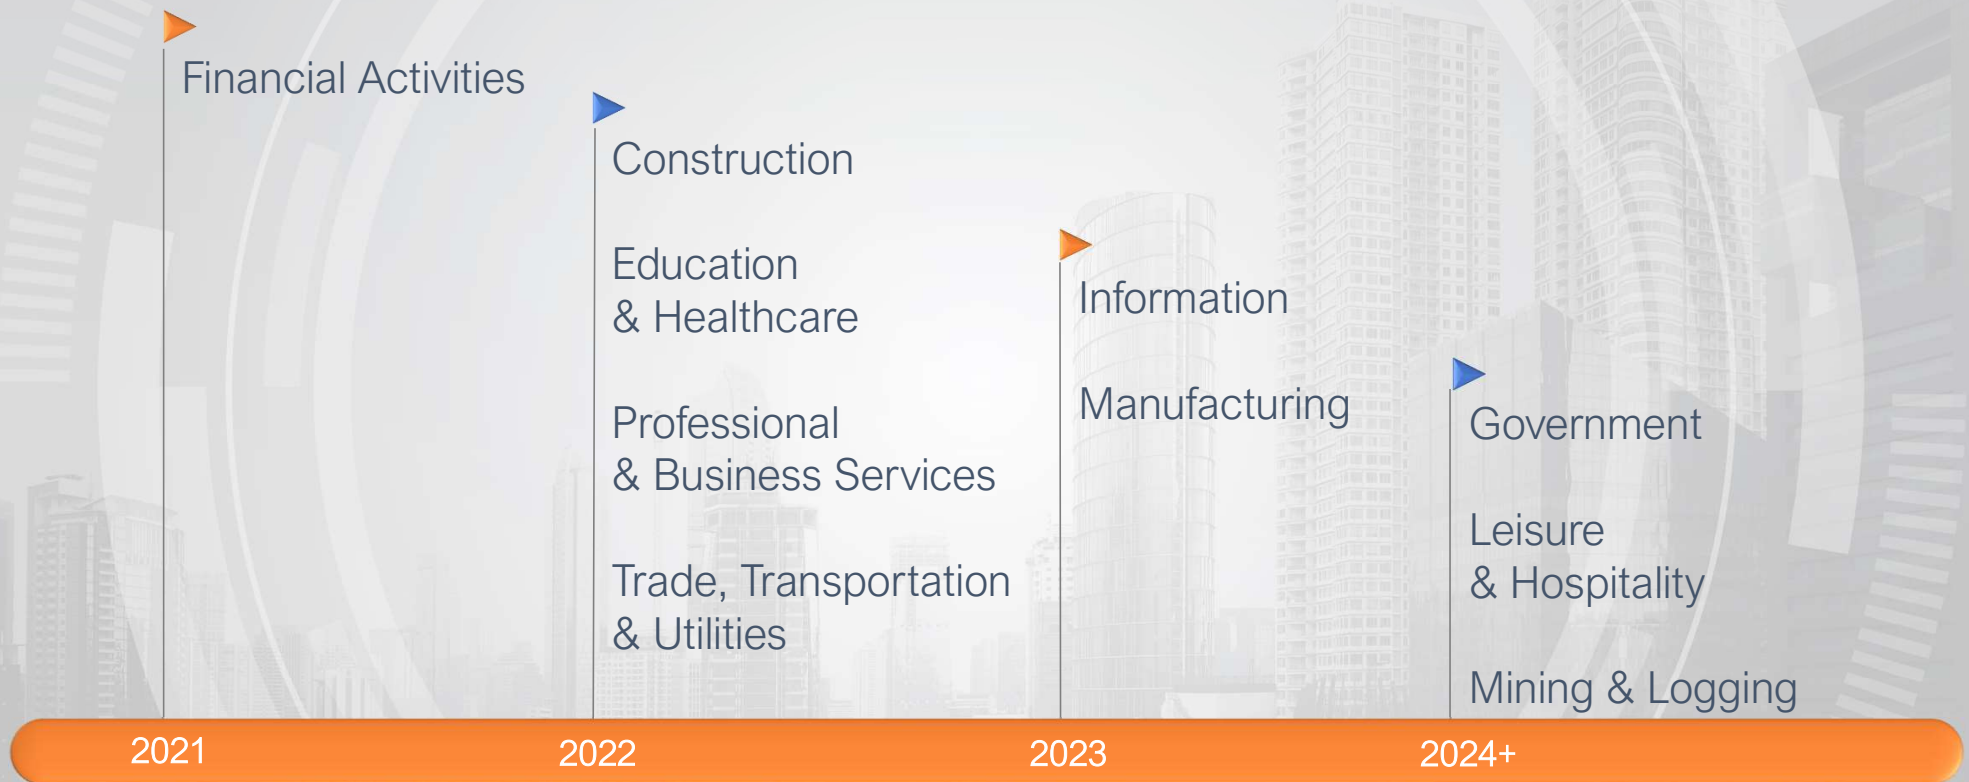 Financial Activities
Construction
Education
& Healthcare
Professional
& Business Services
Trade, Transportation
& Utilities
Information
Manufacturing
Government
Leisure
& Hospitality
Mining & Logging
2021
2022
2023
2024+